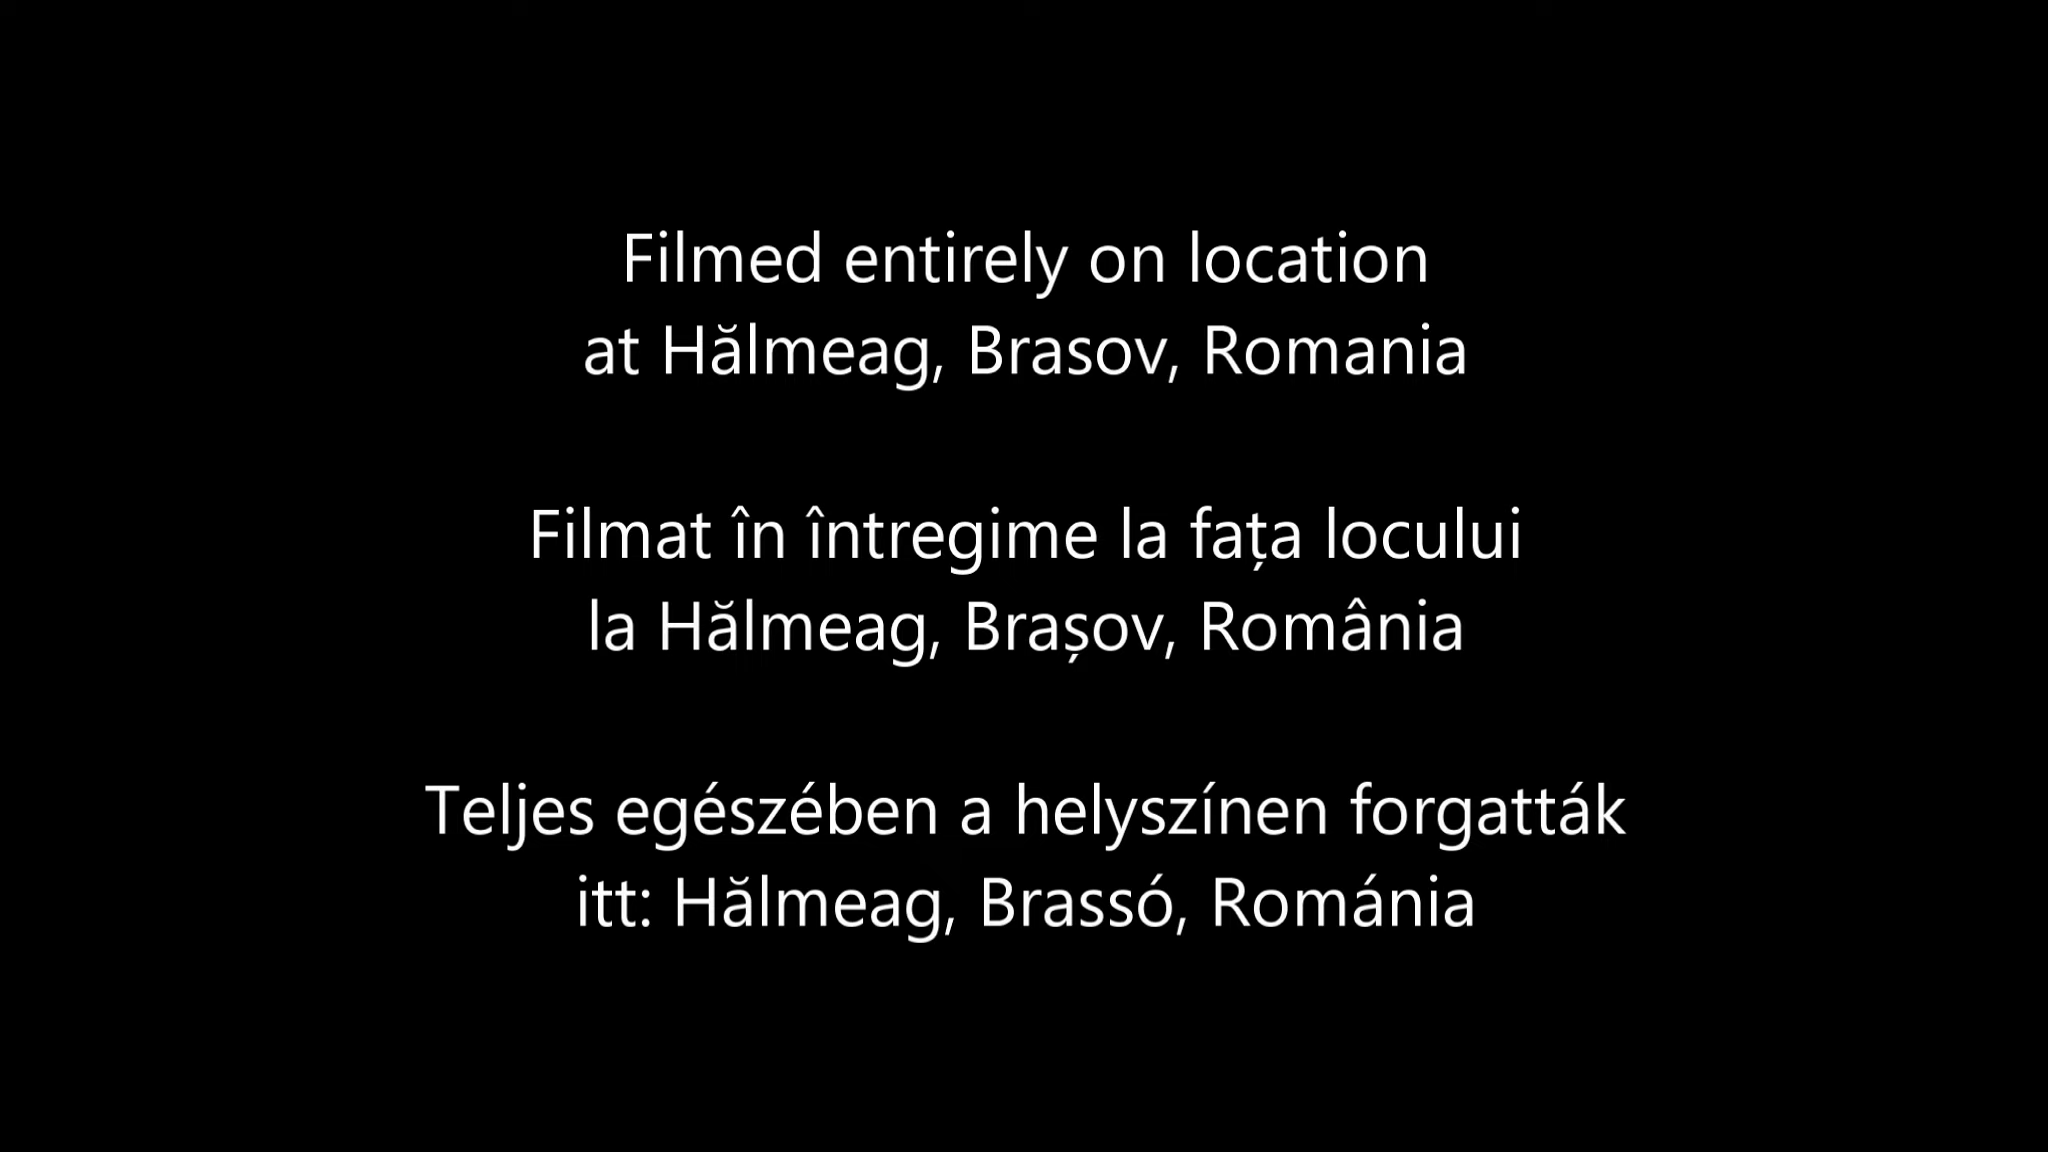 Filmed entirely on location
at Hălmeag, Brasov, Romania
Filmat în întregime la fața locului
la Hălmeag, Brașov, România
Teljes egészében a helyszínen forgatták
itt: Hălmeag, Brassó, Románia